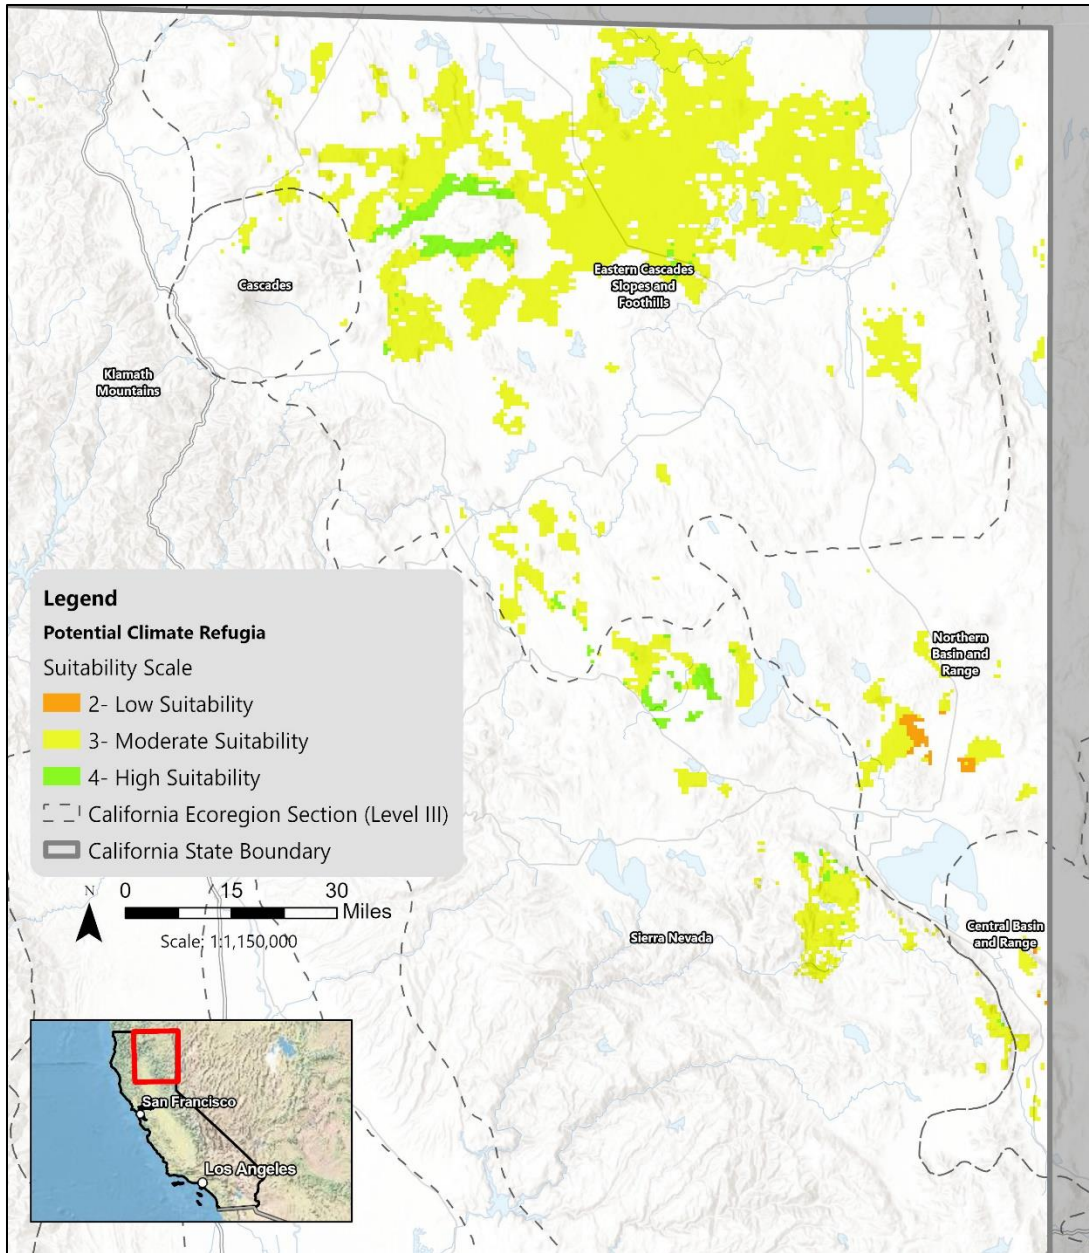 Cascades
Eastern Cascades
Slopes and
Foothills
Klamath
Mountains
Northern
Basin and
Range
Sierra Nevada
Central Basin
and Range
Legend
Potential Climate Refugia
Suitability Scale
2- Low Suitability
3- Moderate Suitability
4- High Suitability
California Ecoregion Section (Level III)
California State Boundary
N
0 15 30
Miles
Scale: 1:1,150,000
San Francisco
Los Angeles